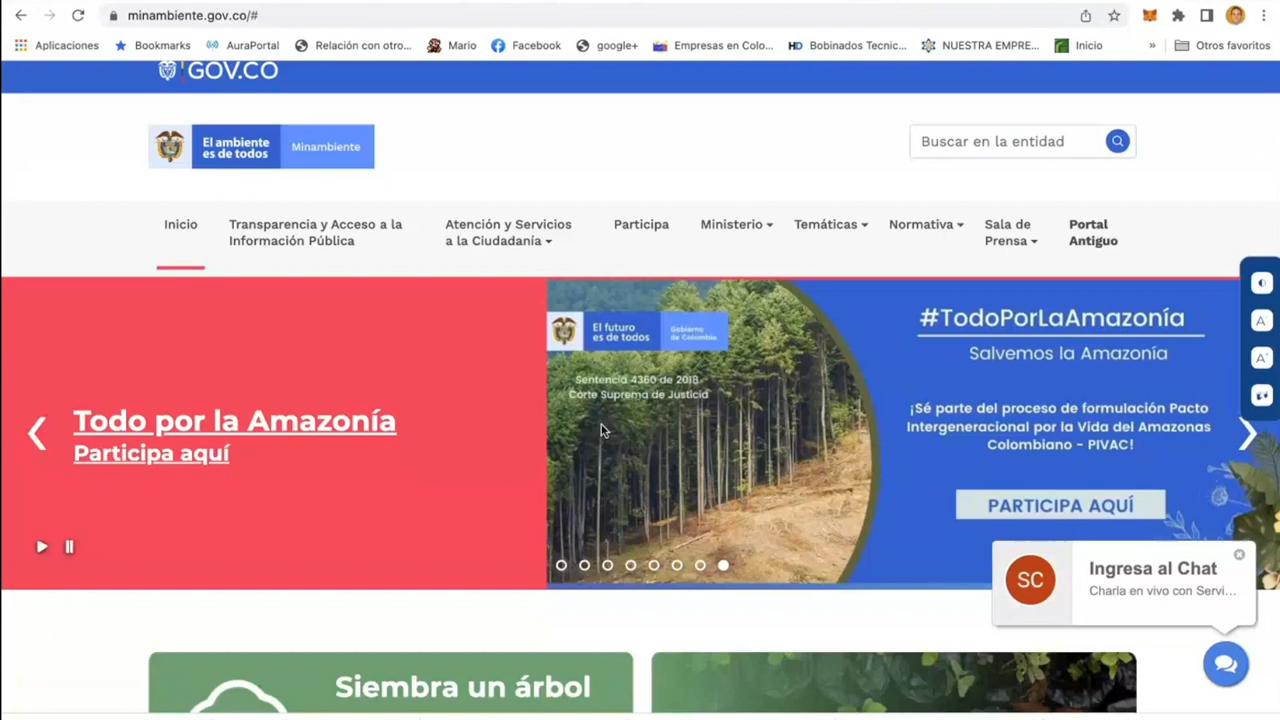 minambiente.gov.co/#
Aplicaciones Bookmarks AuraPortal Relación con otro... Mario Facebook google+ Empresas en Colo... HD Bobinados Tecnic... NUESTRA EMPRE... Inicio » Otros favoritos
GOV.CO
El ambiente
es de todos
Minambiente
Buscar en la entidad
Inicio
Transparencia y Acceso a la
Información Pública
Atención y Servicios
a la Ciudadanía
Participa
Ministerio
Temáticas
Normativa
Sala de
Prensa
Portal
Antiguo
Todo por la Amazonía
Participa aquí
El futuro
es de todos
Gobierno
de Colombia
Sentencia 4360 de 2018
Corte Suprema de Justicia
#TodoPorLaAmazonía
Salvemos la Amazonía
¡Sé parte del proceso de formulación Pacto
Intergeneracional por la Vida del Amazonas
Colombiano - PIVAC!
PARTICIPA AQUÍ
A-
A+
SC
Ingresa al Chat
Charla en vivo con Servi...
Siembra un árbol